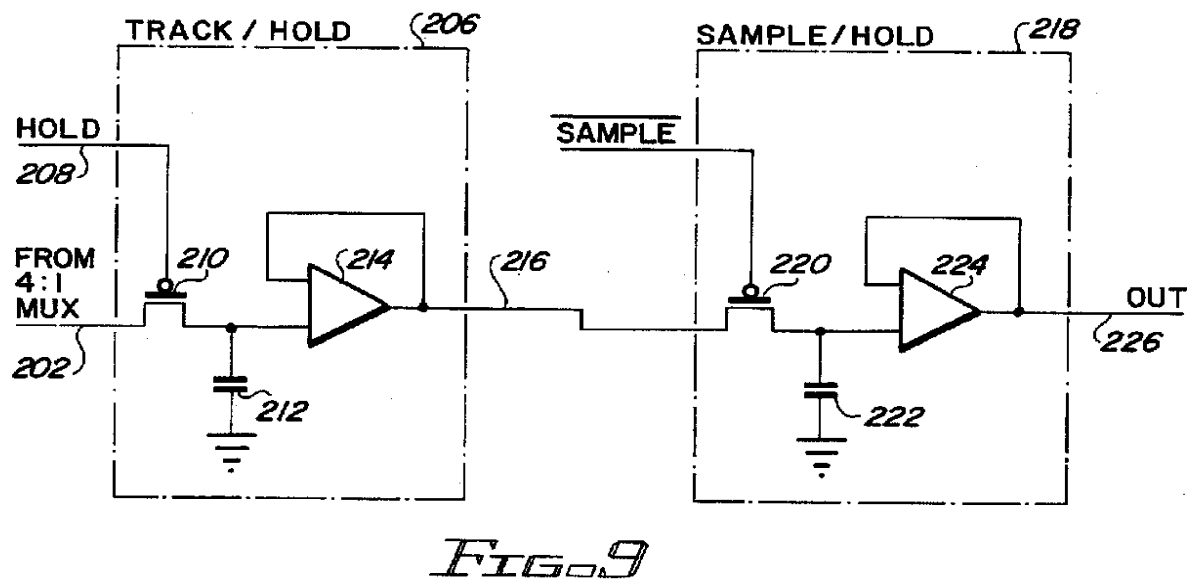 TRACK / HOLD
206
SAMPLE/HOLD
218
HOLD
208
SAMPLE
FROM
4:1
MUX
202
210
214
216
212
220
224
222
OUT
226
FIG. 9